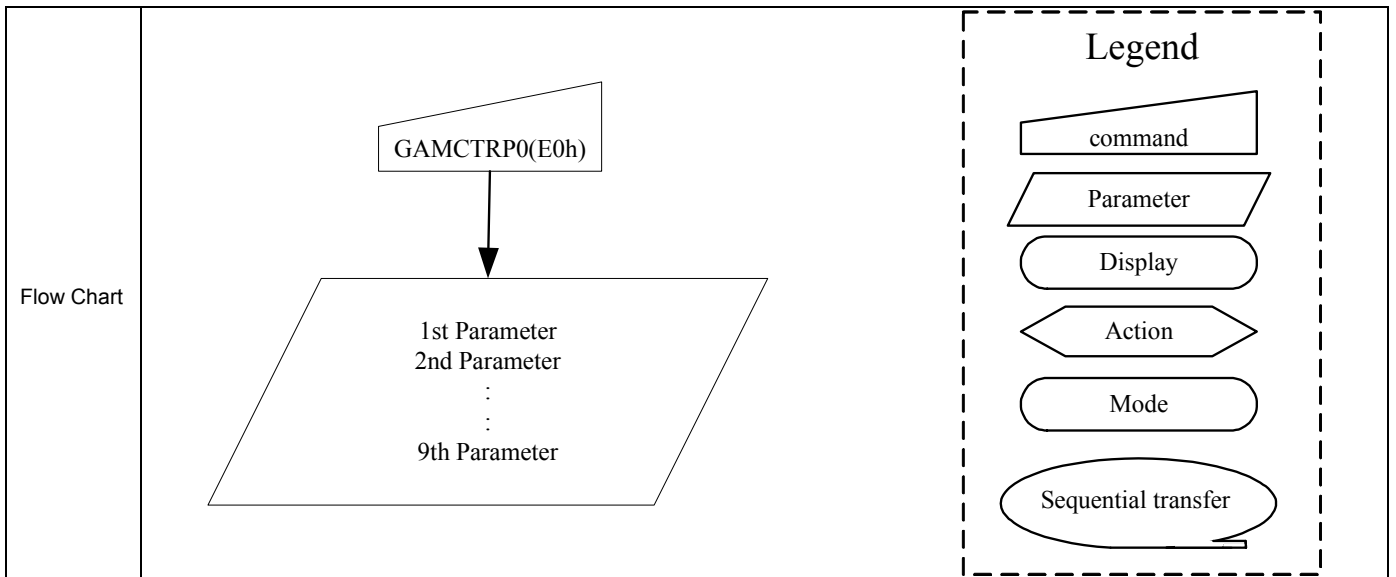 Flow Chart
GAMCTRP0(E0h)
1st Parameter
2nd Parameter
:
:
9th Parameter
Legend
command
Parameter
Display
Action
Mode
Sequential transfer